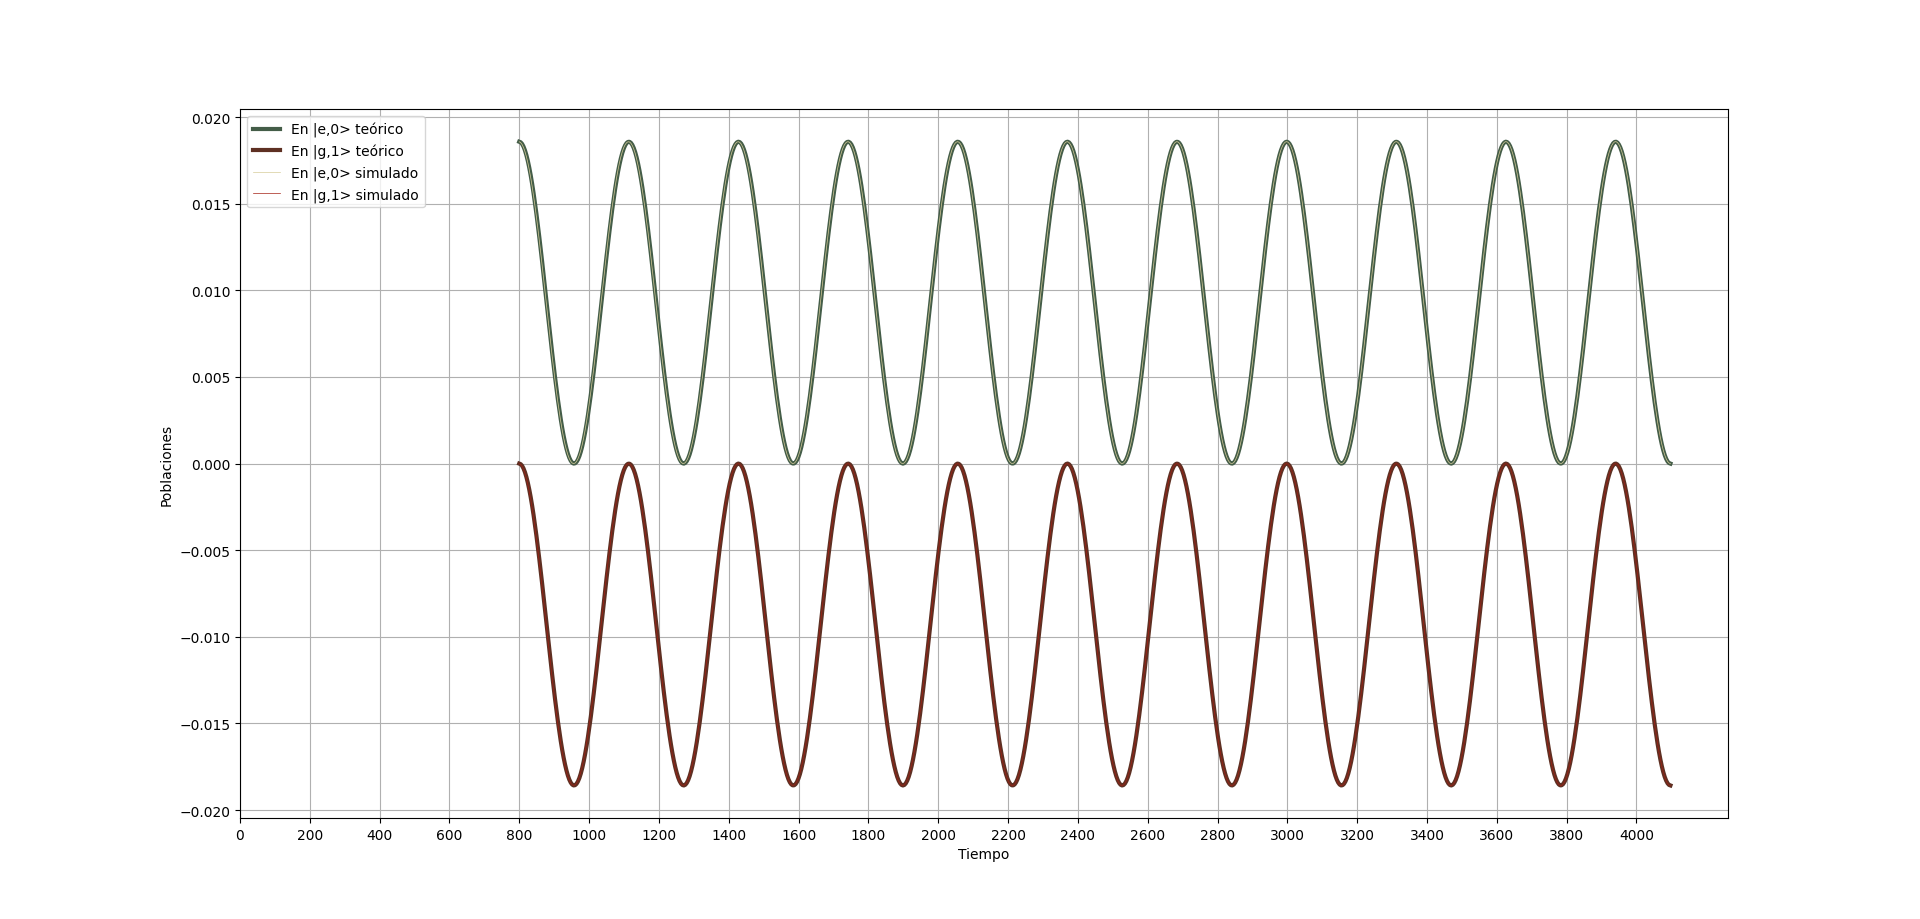 0.020
0.015
0.010
0.005
0.000
−0.005
−0.010
−0.015
−0.020
Poblaciones
En |e,0> teórico
En |g,1> teórico
En |e,0> simulado
En |g,1> simulado
0 200 400 600 800 1000 1200 1400 1600 1800 2000 2200 2400 2600 2800 3000 3200 3400 3600 3800 4000
Tiempo